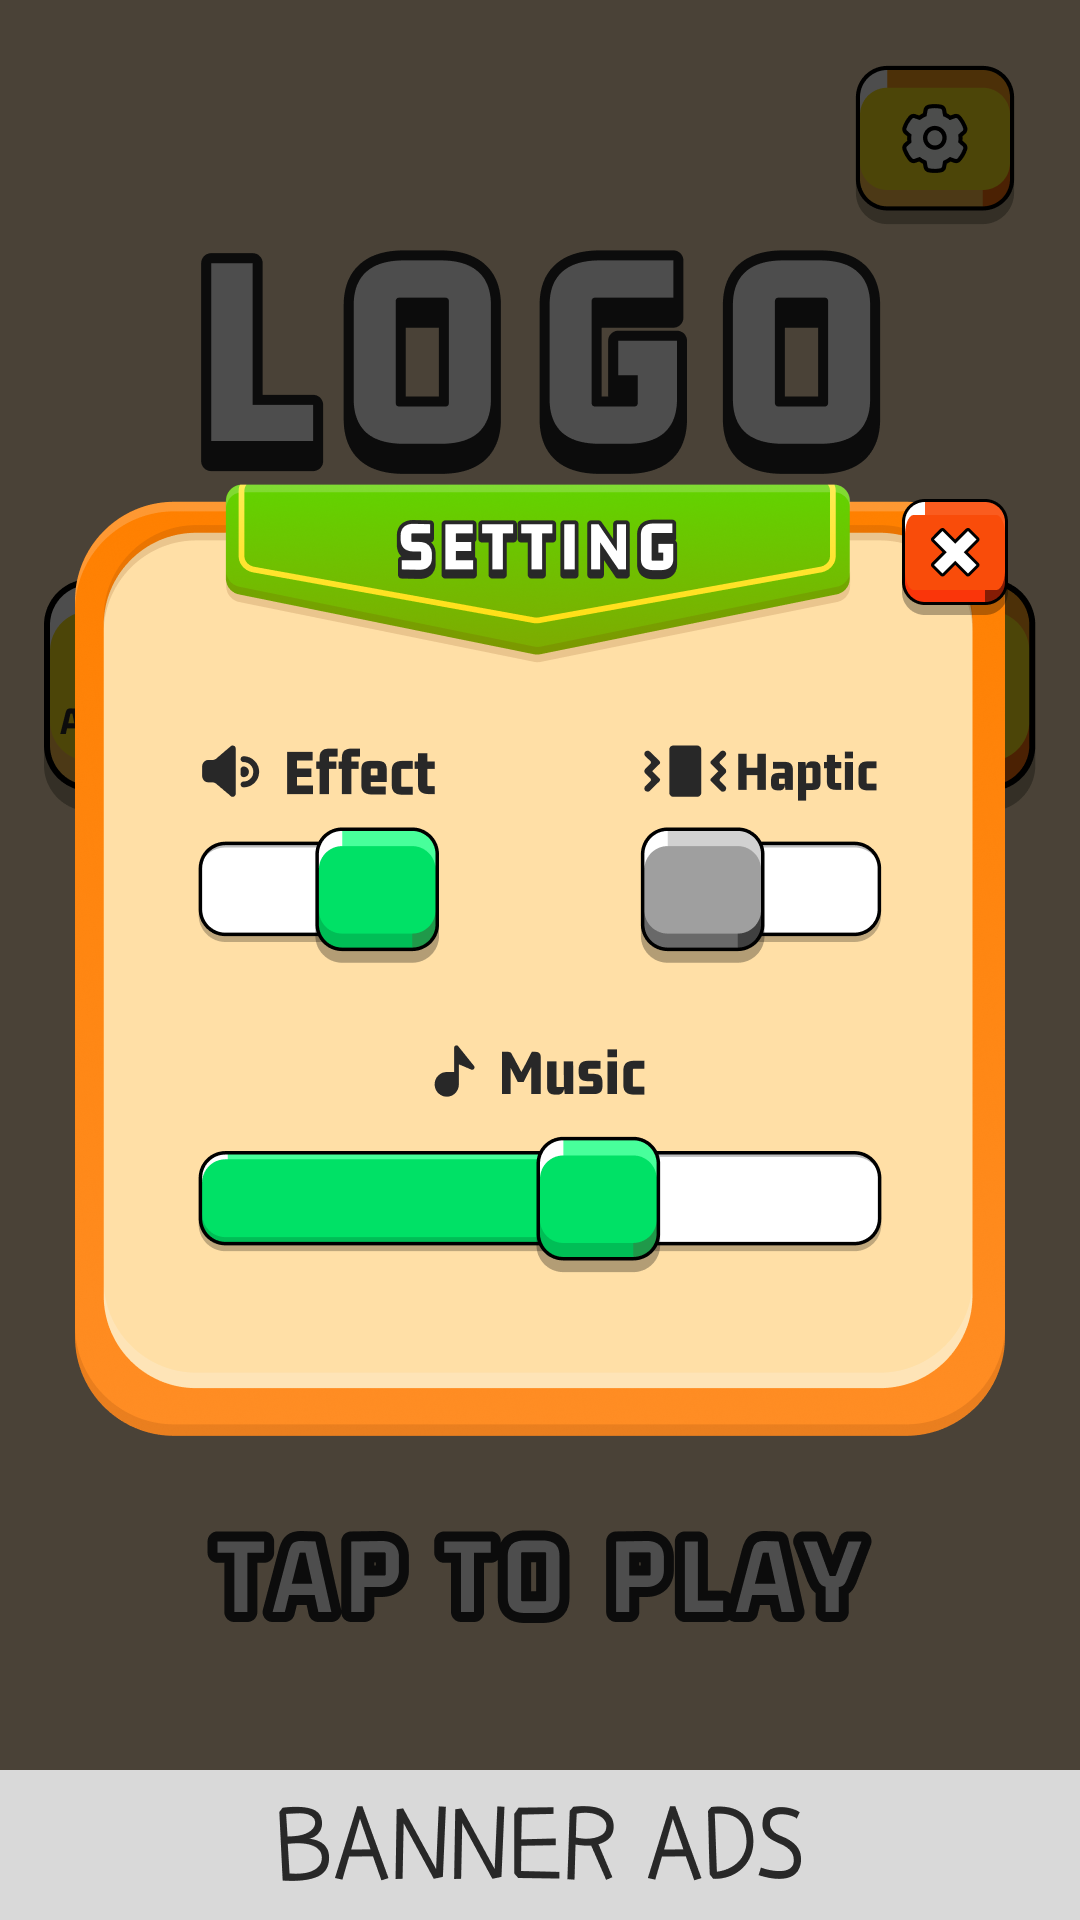 LOGO
SETTING
Effect
Haptic
Music
TAP TO PLAY
BANNER ADS